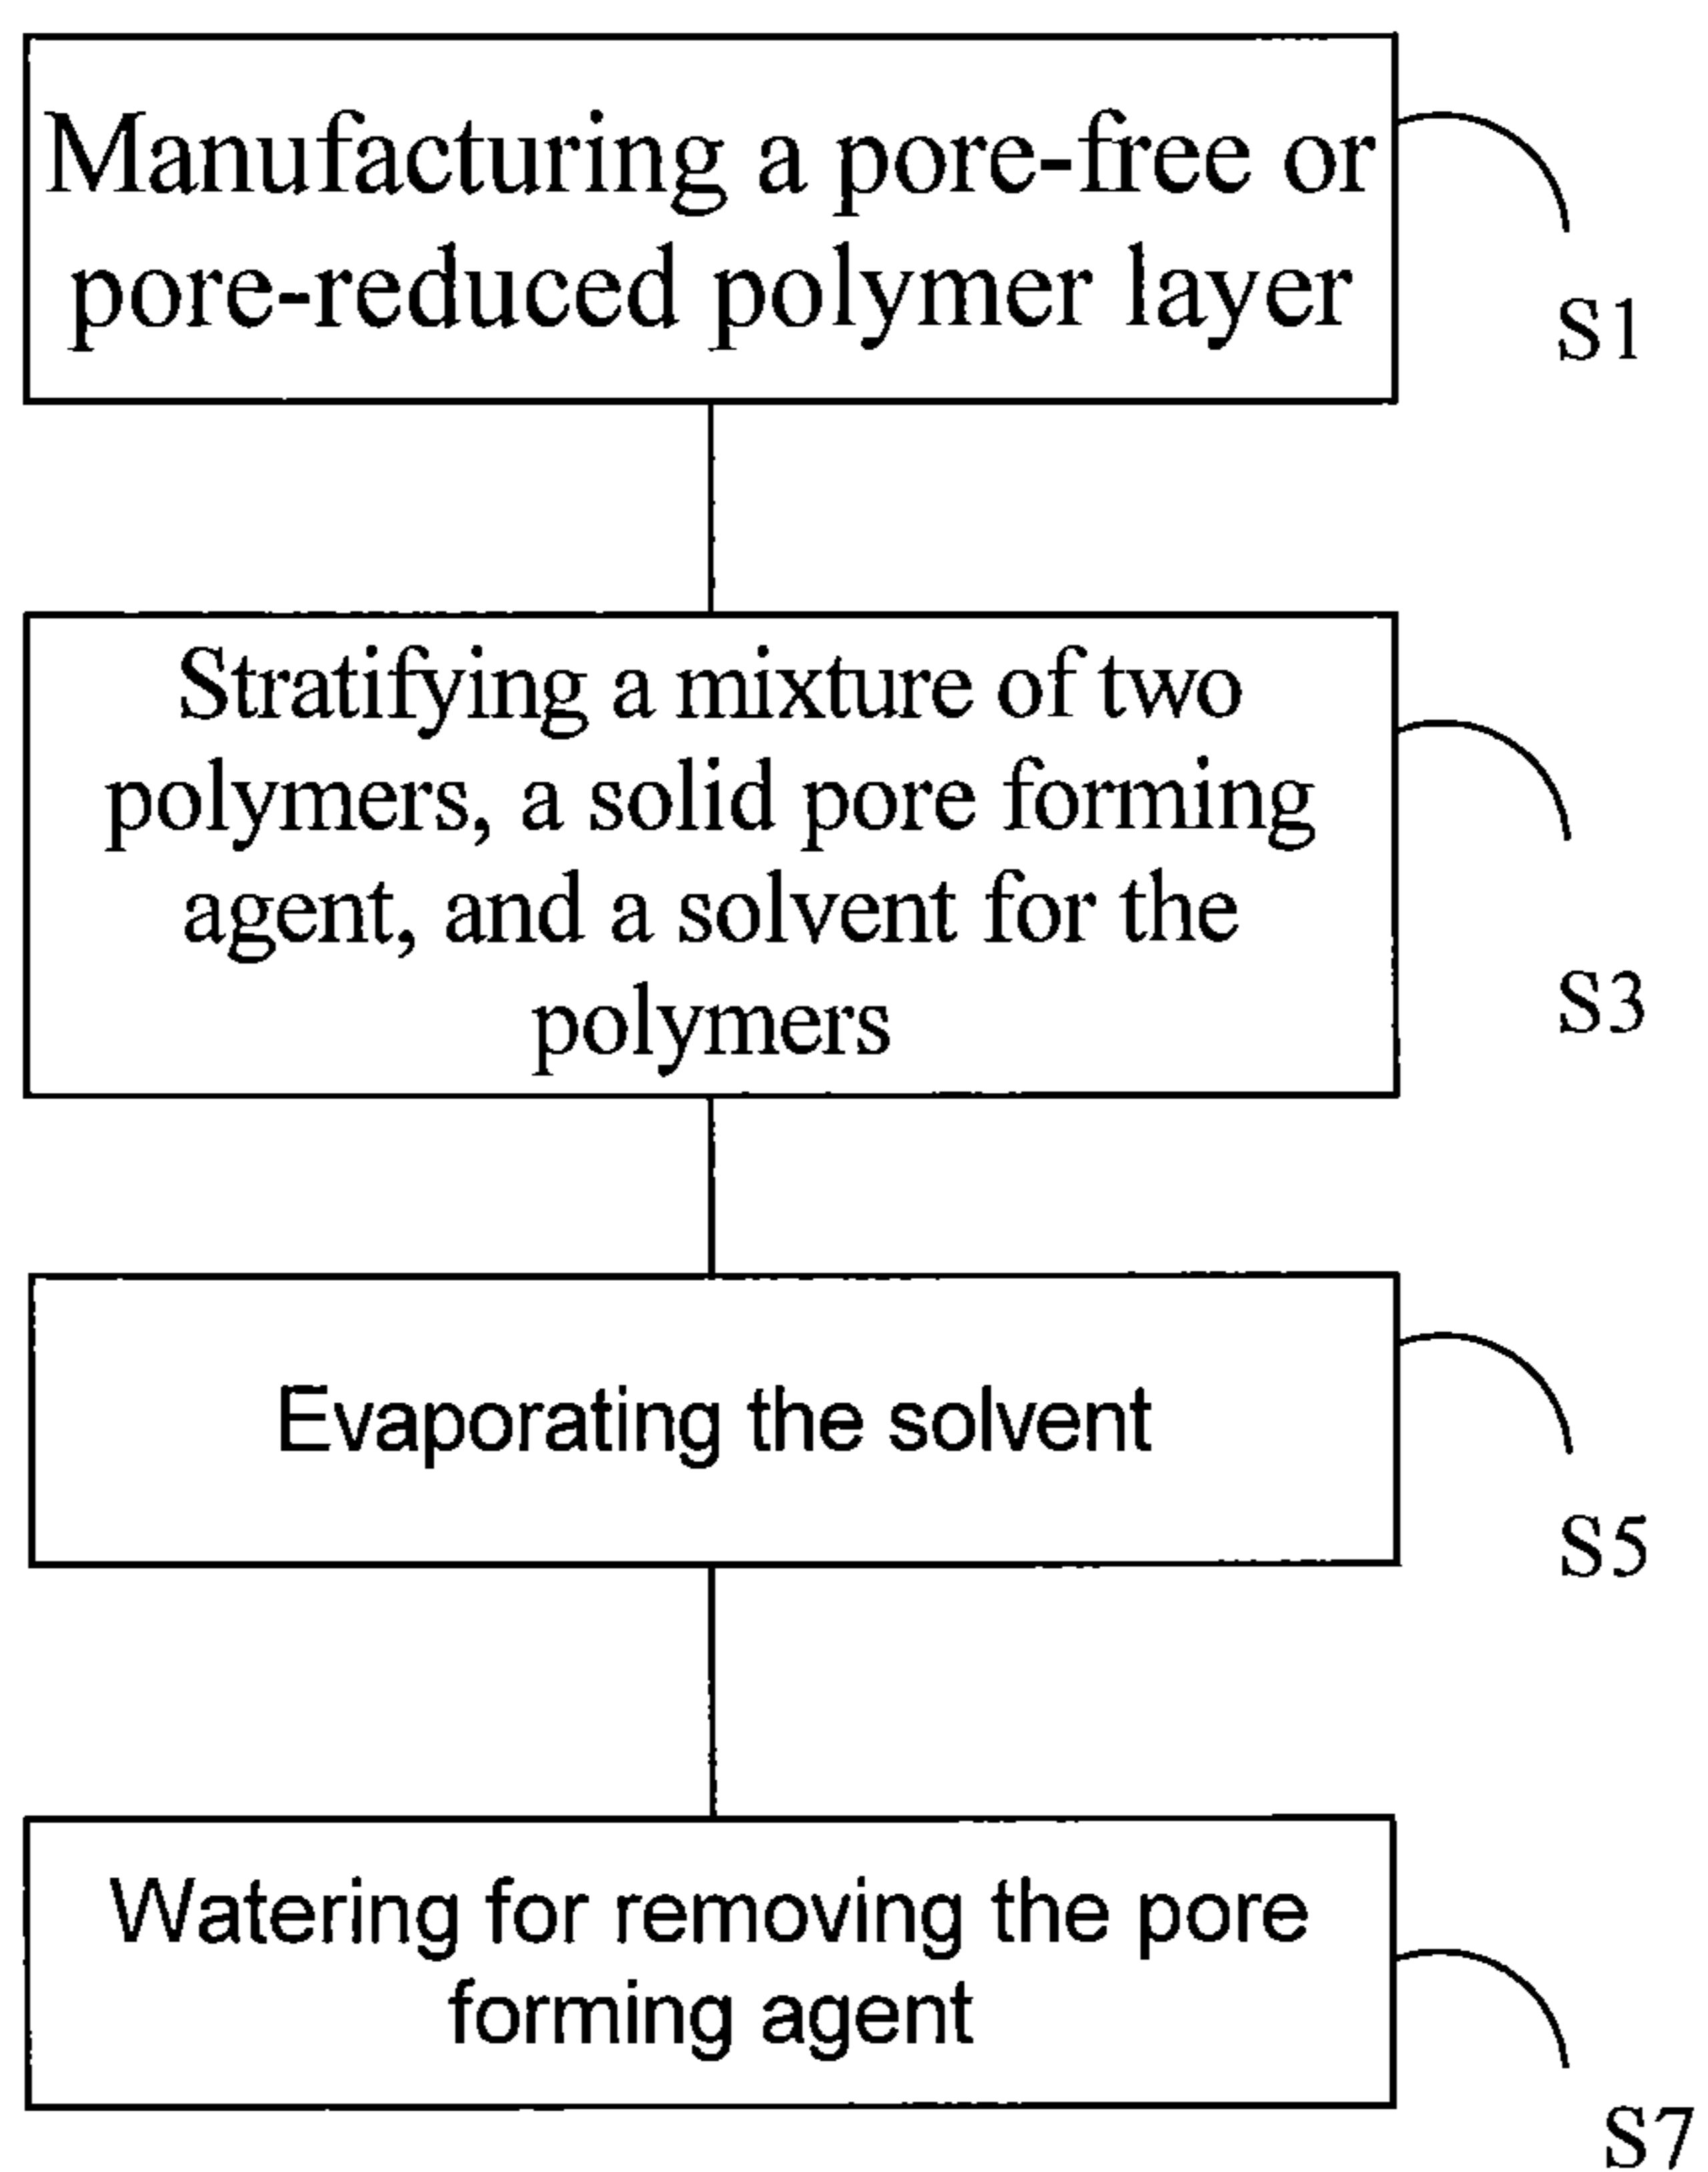 Manufacturing a pore-free or
pore-reduced polymer layer
S1
Stratifying a mixture of two
polymers, a solid pore forming
agent, and a solvent for the
polymers
S3
Evaporating the solvent
S5
Watering for removing the pore
forming agent
S7